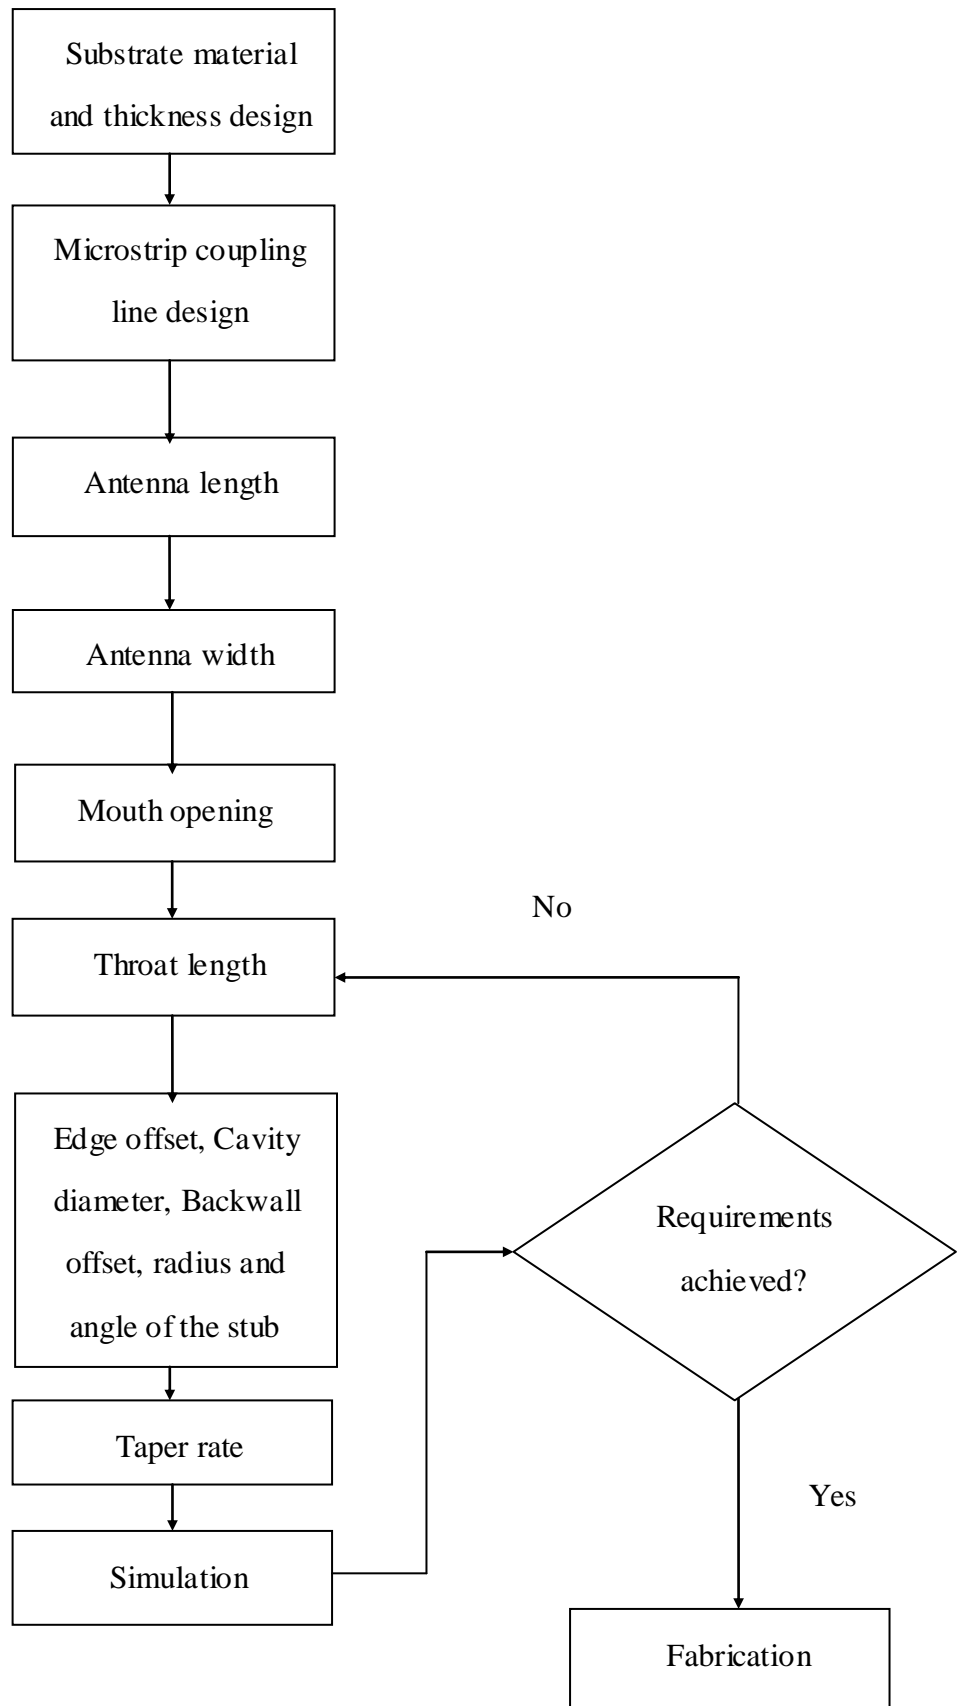 Substrate material
and thickness design
Microstrip coupling
line design
Antenna length
Antenna width
Mouth opening
No
Throat length
Edge offset, Cavity
diameter, Backwall
offset, radius and
angle of the stub
Requirements
achieved?
Taper rate
Yes
Simulation
Fabrication